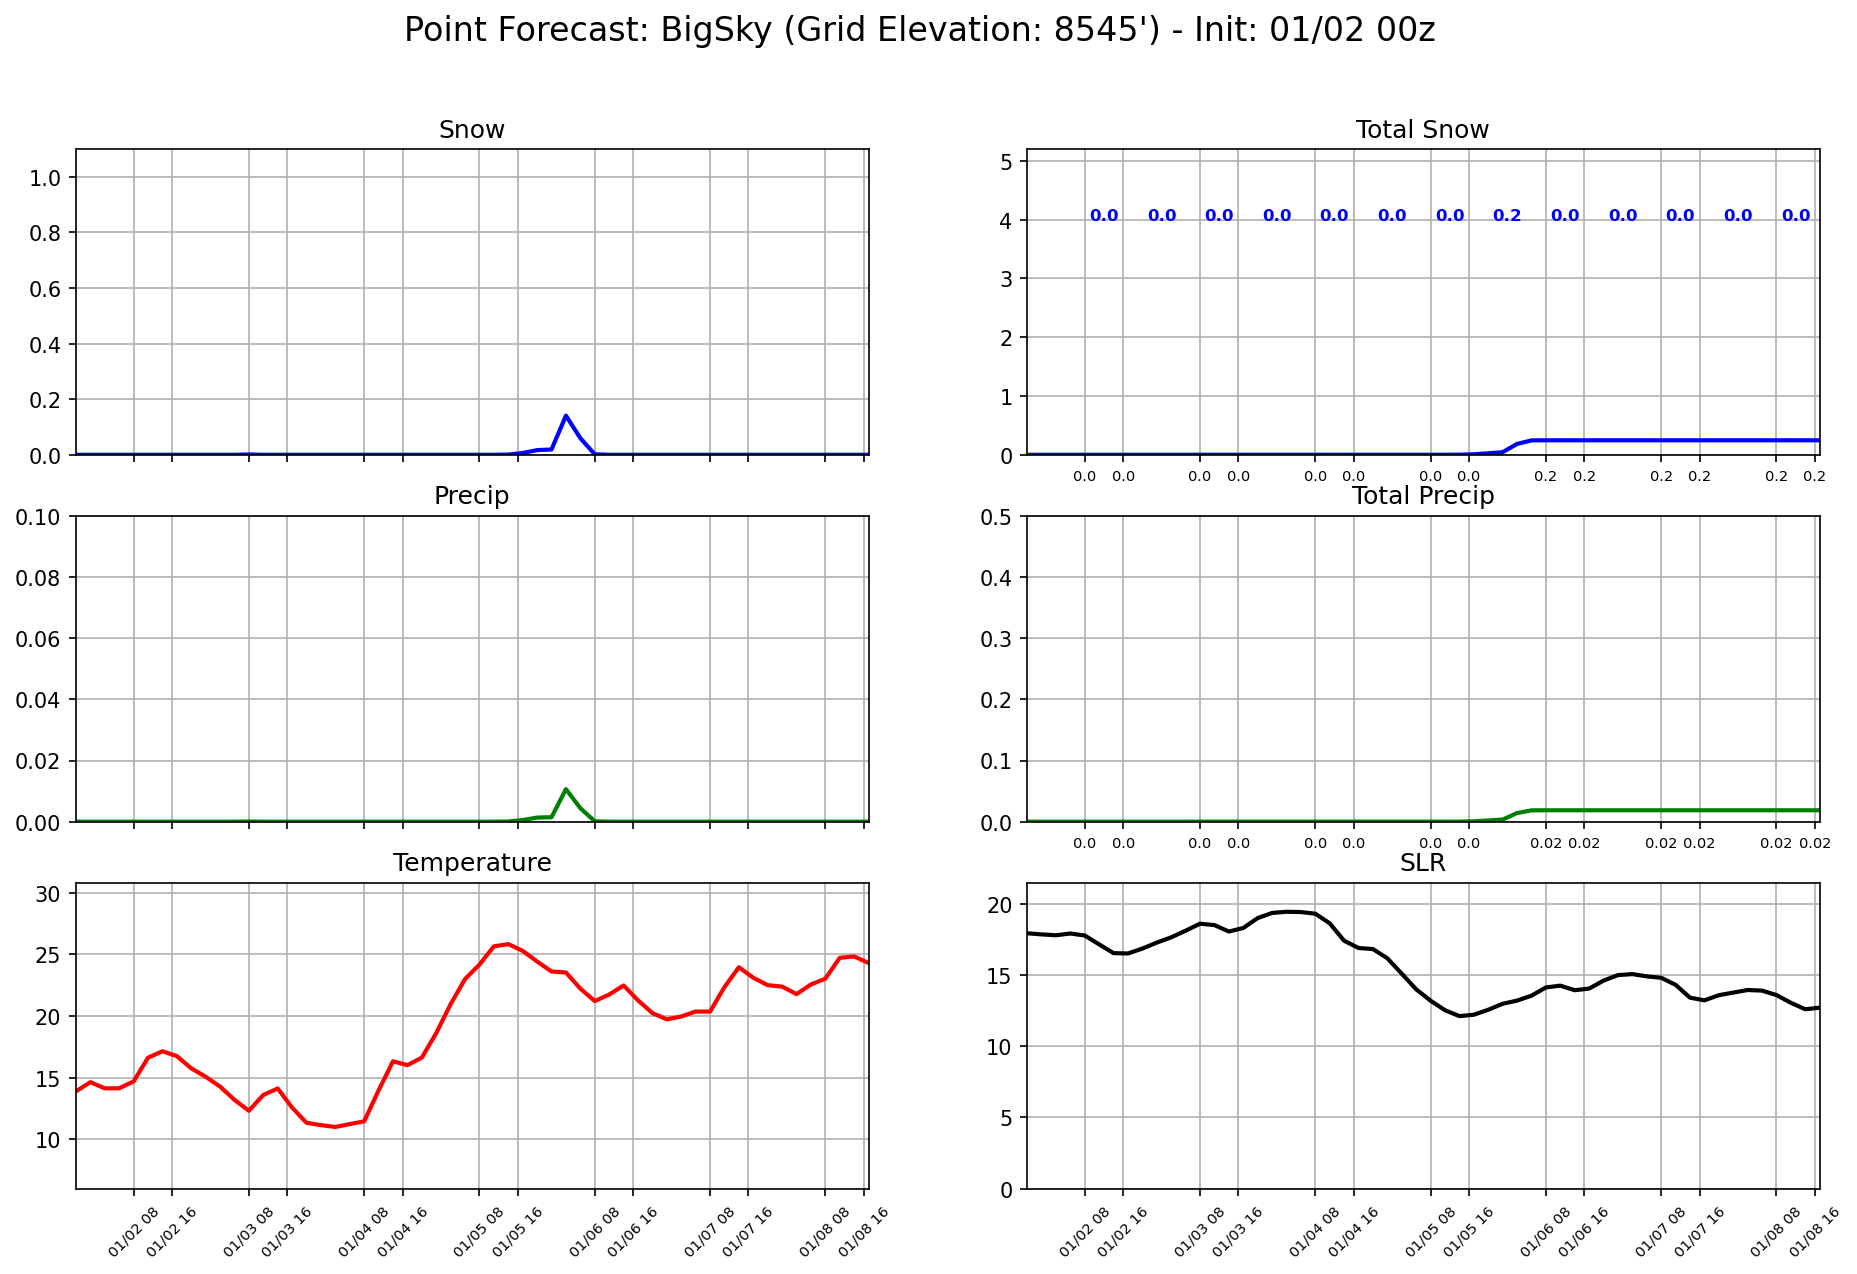 Point Forecast: BigSky (Grid Elevation: 8545') - Init: 01/02 00z
Snow
1.0
0.8
0.6
0.4
0.2
0.0
Total Snow
5
4
3
2
1
0
0.0 0.0 0.0 0.0 0.0 0.0 0.0 0.2 0.0 0.0 0.0 0.0 0.0
0.0 0.0 0.0 0.0 0.0 0.0 0.0 0.0 0.2 0.2 0.2 0.2 0.2 0.2
Precip
0.10
0.08
0.06
0.04
0.02
0.00
Total Precip
0.5
0.4
0.3
0.2
0.1
0.0
0.0 0.0 0.0 0.0 0.0 0.0 0.0 0.0 0.02 0.02 0.02 0.02 0.02 0.02
Temperature
30
25
20
15
10
01/02 08 01/02 16 01/03 08 01/03 16 01/04 08 01/04 16 01/05 08 01/05 16 01/06 08 01/06 16 01/07 08 01/07 16 01/08 08 01/08 16
SLR
20
15
10
5
0
01/02 08 01/02 16 01/03 08 01/03 16 01/04 08 01/04 16 01/05 08 01/05 16 01/06 08 01/06 16 01/07 08 01/07 16 01/08 08 01/08 16